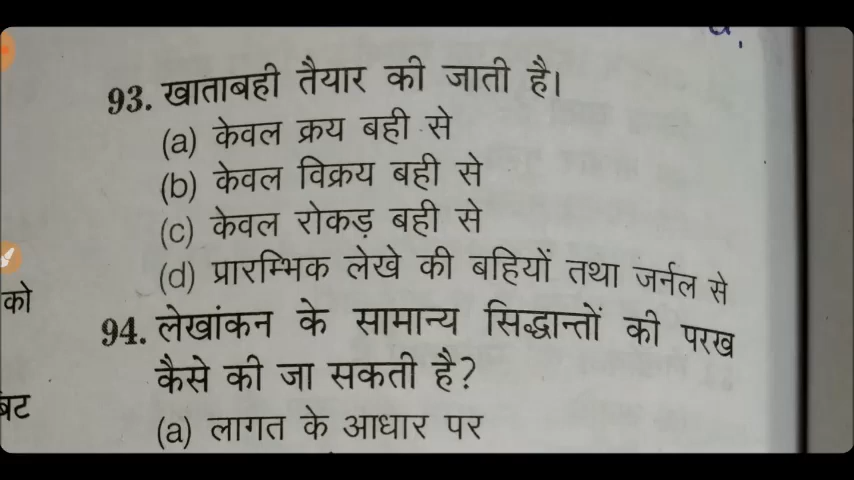 93. खाताबही तैयार की जाती है।
(a) केवल क्रय बही से
(b) केवल विक्रय बही से
(c) केवल रोकड़ बही से
(d) प्रारम्भिक लेखे की बहियों तथा जर्नल से
को
94. लेखांकन के सामान्य सिद्धान्तों की परख
कैसे की जा सकती है?
(a) लागत के आधार पर